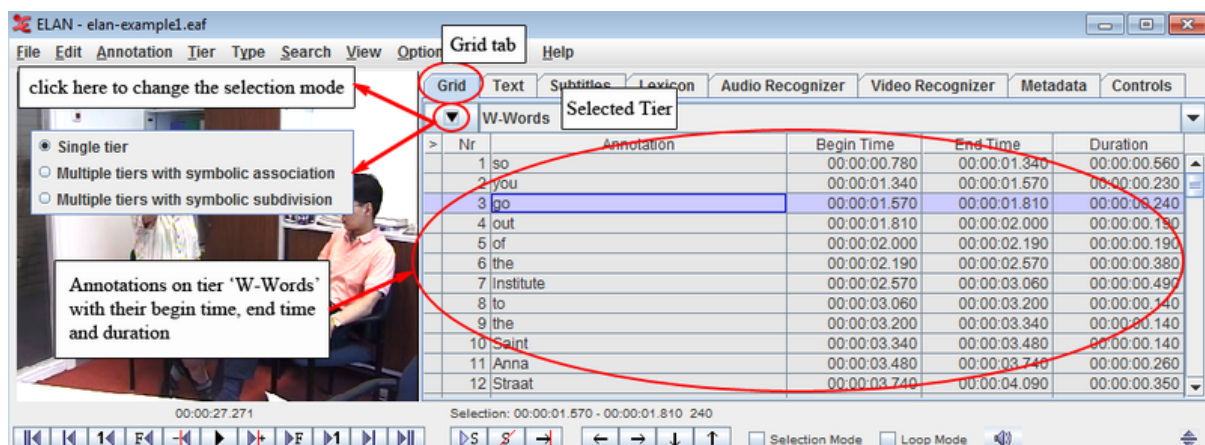 ELAN - elan-example1.eaf
File Edit Annotation Tier Type Search View Option Help
Grid tab
click here to change the selection mode
Grid Text Subtitles Lexicon Audio Recognizer Video Recognizer Metadata Controls
Selected Tier
▼ W-Words
Single tier
Multiple tiers with symbolic association
Multiple tiers with symbolic subdivision
> Nr Annotation Begin Time End Time Duration
1 so 00:00:00.780 00:00:01.340 00:00:00.560
2 you 00:00:01.340 00:00:01.570 00:00:00.230
3 go 00:00:01.570 00:00:01.810 00:00:00.240
4 out 00:00:01.810 00:00:02.000 00:00:00.190
5 of 00:00:02.000 00:00:02.190 00:00:00.190
6 the 00:00:02.190 00:00:02.570 00:00:00.380
7 Institute 00:00:02.570 00:00:03.060 00:00:00.490
8 to 00:00:03.060 00:00:03.200 00:00:00.140
9 the 00:00:03.200 00:00:03.340 00:00:00.140
10 Saint 00:00:03.340 00:00:03.480 00:00:00.140
11 Anna 00:00:03.480 00:00:03.740 00:00:00.260
12 Straat 00:00:03.740 00:00:04.090 00:00:00.350
Annotations on tier ‘W-Words’
with their begin time, end time
and duration
00:00:27.271
Selection: 00:00:01.570 - 00:00:01.810 240
1 F F 1 S S Selection Mode Loop Mode